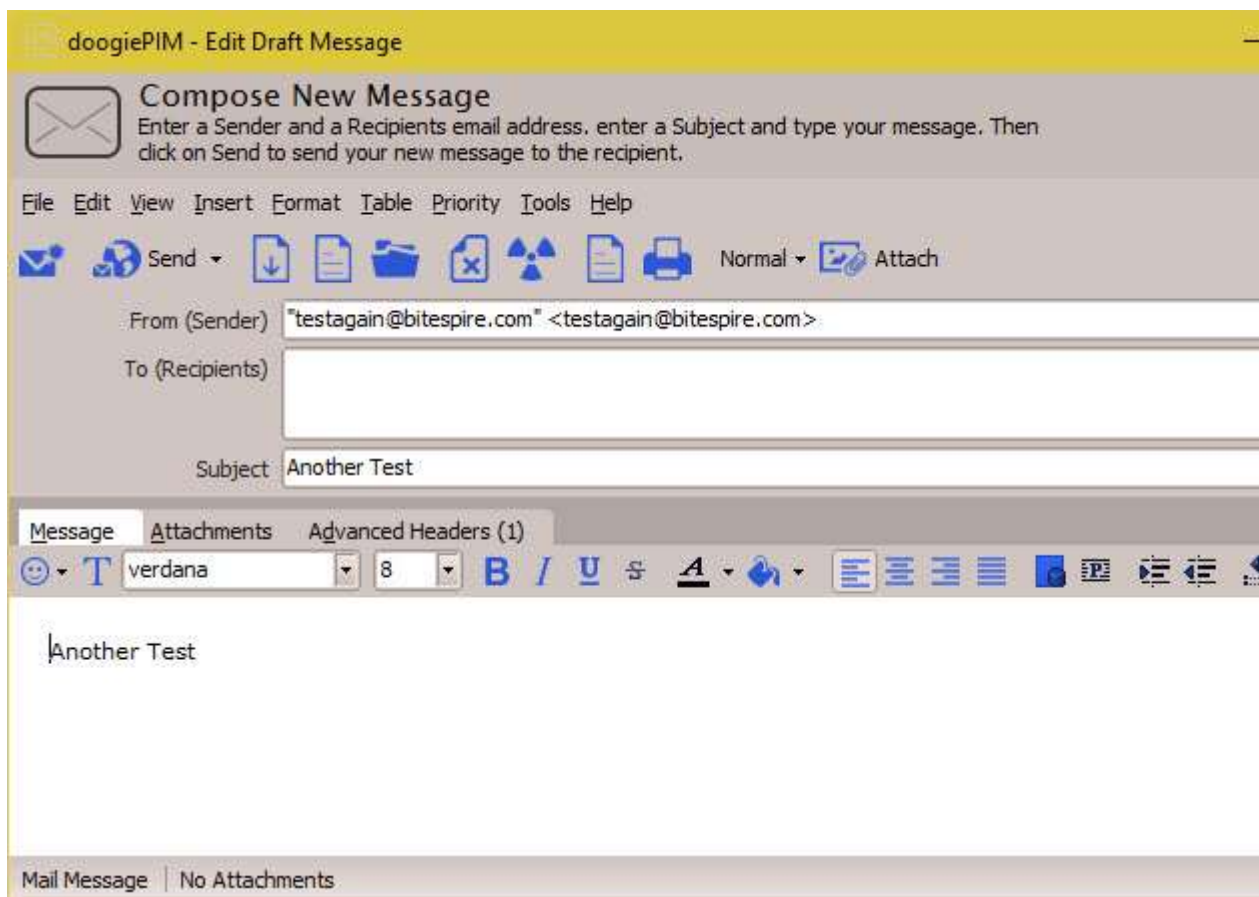 doogiePIM - Edit Draft Message
Compose New Message
Enter a Sender and a Recipients email address. enter a Subject and type your message. Then
click on Send to send your new message to the recipient.
File Edit View Insert Format Table Priority Tools Help
Send Normal Attach
From (Sender) "testagain@bitespire.com" <testagain@bitespire.com>
To (Recipients)
Subject Another Test
Message Attachments Advanced Headers (1)
T verdana 8 B I U S A P
Another Test
Mail Message No Attachments